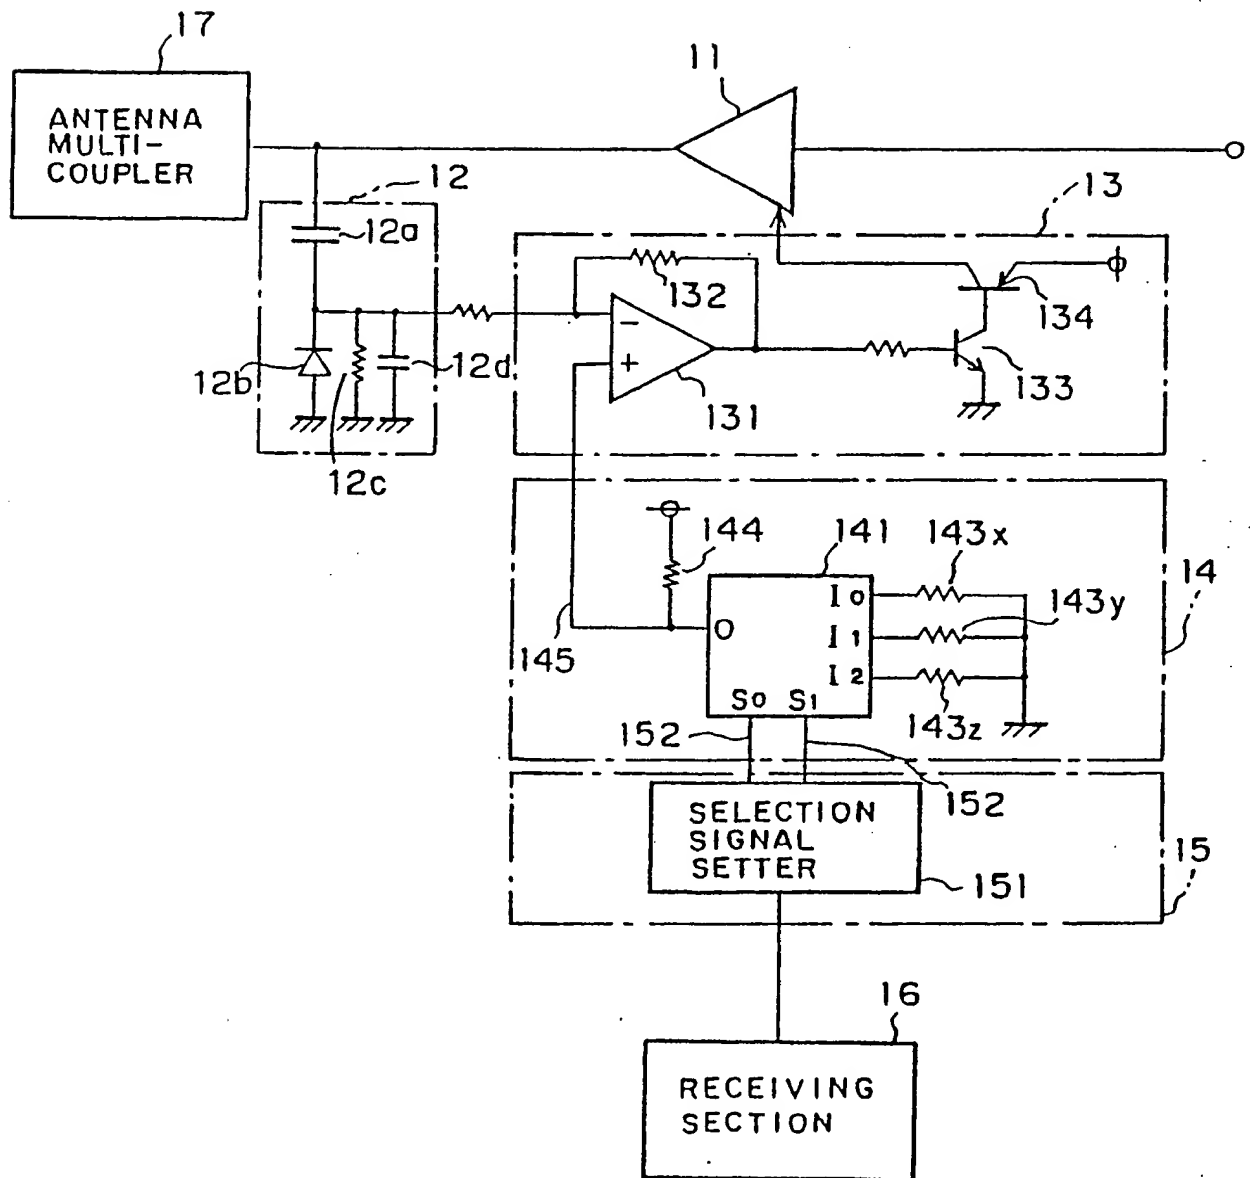 17
11
ANTENNA
MULTI-
COUPLER
12
13
12a
132
134
12b
12d
133
131
12c
144
141
143x
14
143y
I0
I1
I2
O
145
S0 S1
143z
152
152
SELECTION
SIGNAL
SETTER
15
151
16
RECEIVING
SECTION
−
+